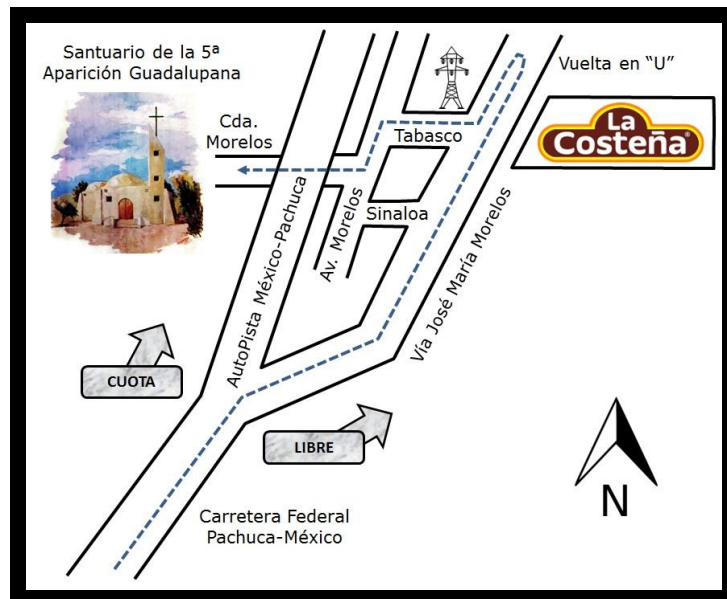 Santuario de la 5ª
Aparición Guadalupana
Vuelta en “U”
La
Costeña®
Cda.
Morelos
Tabasco
Sinaloa
Av. Morelos
AutoPista México-Pachuca
Vía José María Morelos
CUOTA
LIBRE
N
Carretera Federal
Pachuca-México